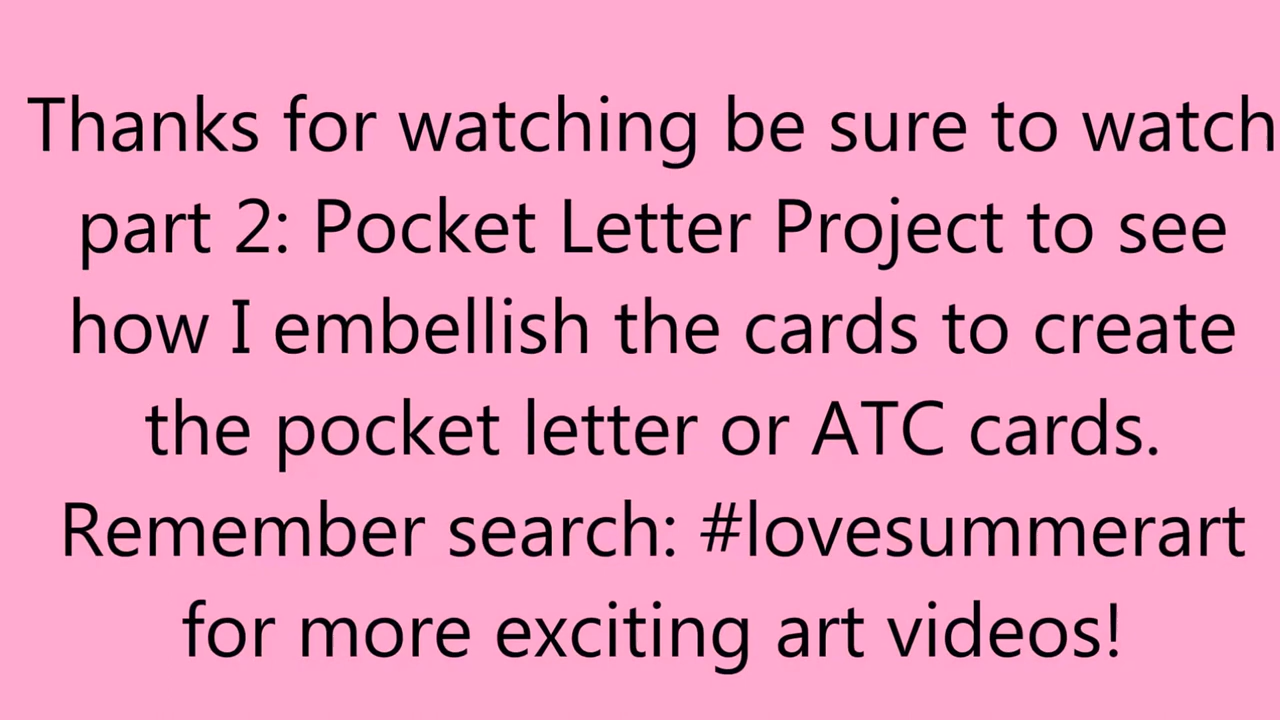 Thanks for watching be sure to watch
part 2: Pocket Letter Project to see
how I embellish the cards to create
the pocket letter or ATC cards.
Remember search: #lovesummerart
for more exciting art videos!